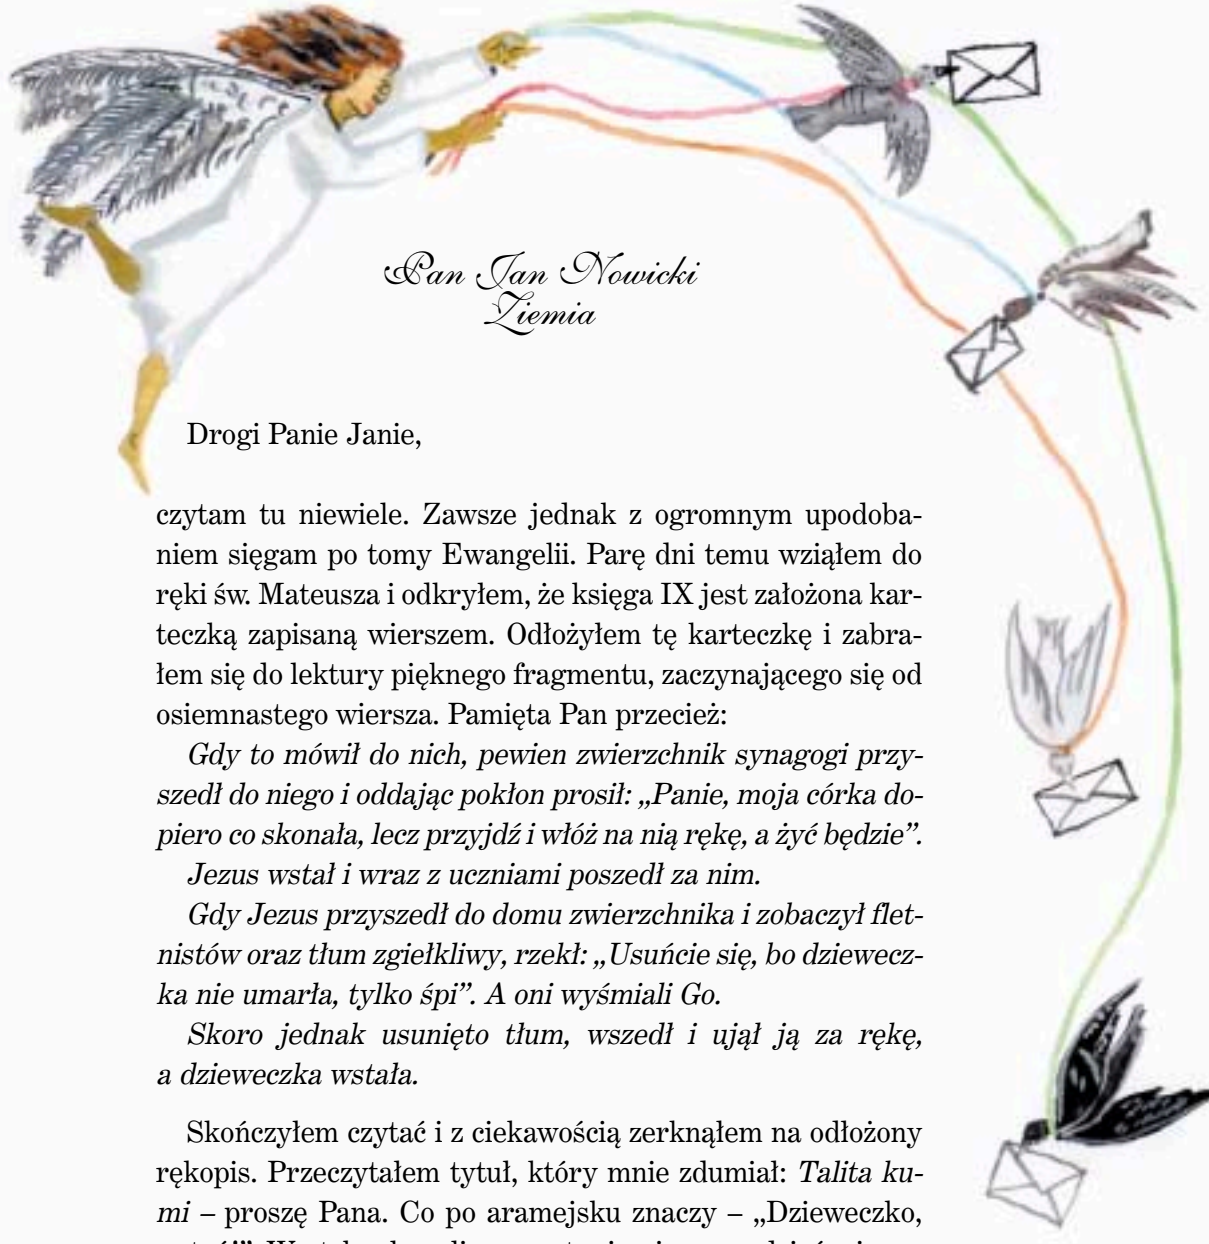 Pan Jan Nowicki
Ziemia
Drogi Panie Janie,
czytam tu niewiele. Zawsze jednak z ogromnym upodoba-
niem sięgam po tomy Ewangelii. Parę dni temu wziąłem do
ręki św. Mateusza i odkryłem, że księga IX jest założona kar-
teczką zapisaną wierszem. Odłożyłem tę karteczkę i zabra-
łem się do lektury pięknego fragmentu, zaczynającego się od
osiemnastego wiersza. Pamięta Pan przecież:
Gdy to mówił do nich, pewien zwierzchnik synagogi przy-
szedł do niego i oddając pokłon prosił: „Panie, moja córka do-
piero co skonała, lecz przyjdź i włóż na nią rękę, a żyć będzie”.
Jezus wstał i wraz z uczniami poszedł za nim.
Gdy Jezus przyszedł do domu zwierzchnika i zobaczył flet-
nistów oraz tłum zgiełkliwy, rzekł: „Usuńcie się, bo dziewecz-
ka nie umarła, tylko śpi”. A oni wyśmiali Go.
Skoro jednak usunięto tłum, wszedł i ujął ją za rękę,
a dzieweczka wstała.
Skończyłem czytać i z ciekawością zerknąłem na odłożony
rękopis. Przeczytałem tytuł, który mnie zdumiał: Talita ku-
mi – proszę Pana. Co po aramejsku znaczy – „Dzieweczko,